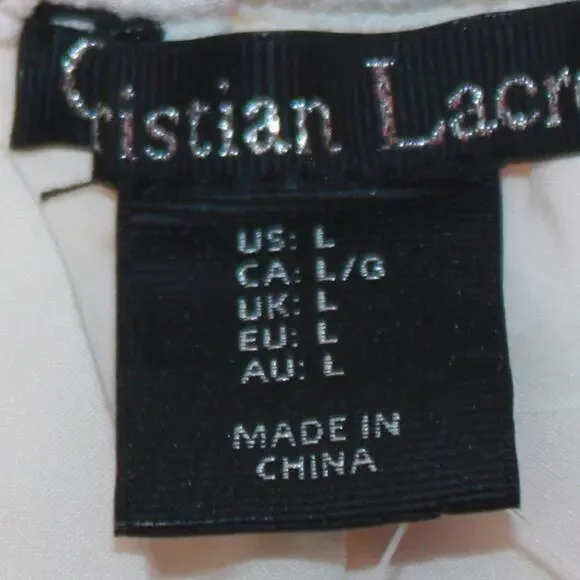 ristian Lacr
US: L
CA: L/G
UK: L
EU: L
AU: L
MADE IN
CHINA